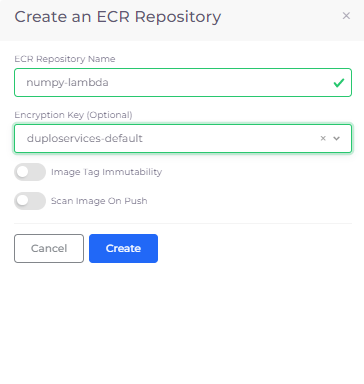 Create an ECR Repository
ECR Repository Name
numpy-lambda
Encryption Key (Optional)
duploservices-default
Image Tag Immutability
Scan Image On Push
Cancel Create